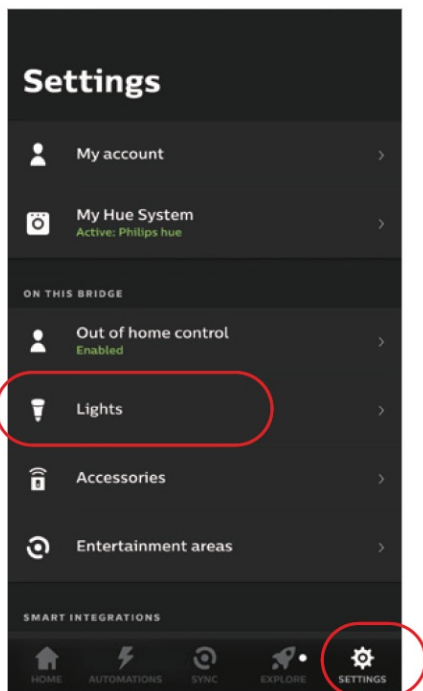 Settings
My account
My Hue System
Active: Philips hue
ON THIS BRIDGE
Out of home control
Enabled
Lights
Accessories
Entertainment areas
SMART INTEGRATIONS
HOME AUTOMATIONS SYNC EXPLORE SETTINGS